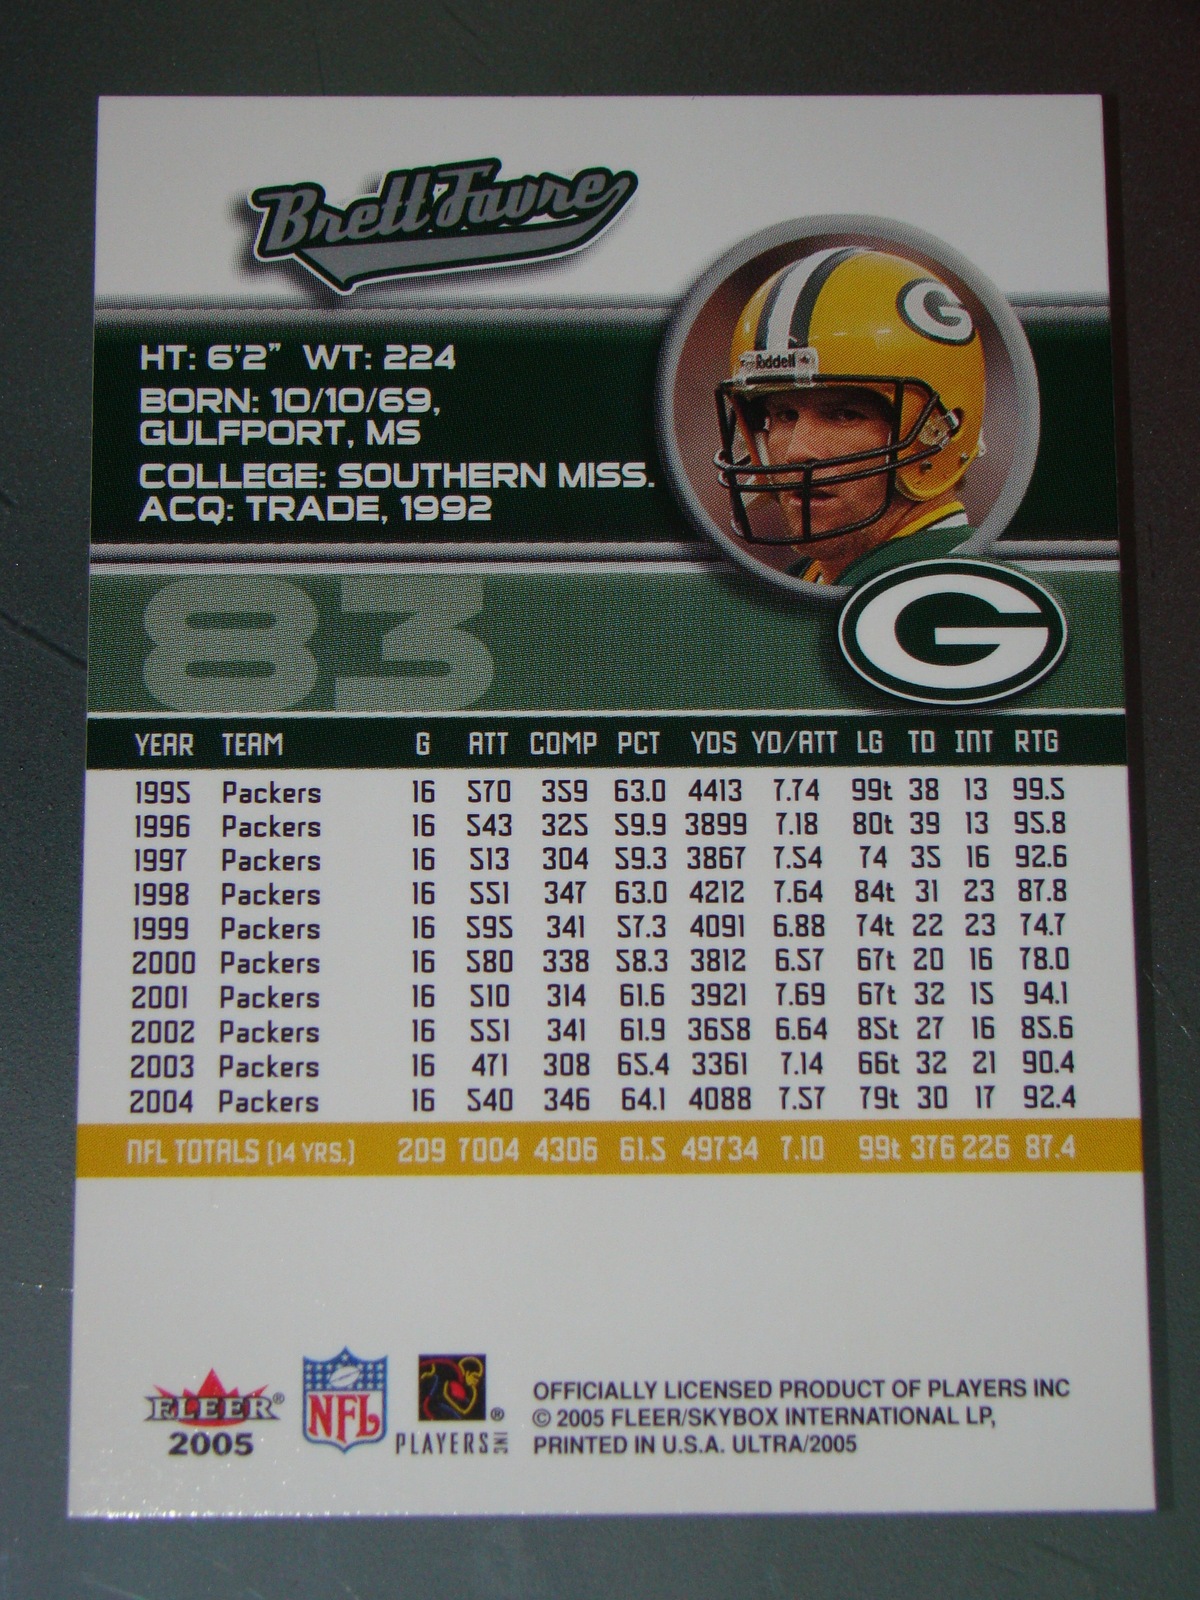 Brett Favre
HT: 6'2" WT: 224
BORN: 10/10/69,
GULFPORT, MS
COLLEGE: SOUTHERN MISS.
ACQ: TRADE, 1992
Riddell
G
G
83
YEAR TEAM G ATT COMP PCT YDS YD/ATT LG TD INT RTG
1995 Packers 16 570 359 63.0 4413 7.74 99t 38 13 99.5
1996 Packers 16 543 325 59.9 3899 7.18 80t 39 13 95.8
1997 Packers 16 513 304 59.3 3867 7.54 74 35 16 92.6
1998 Packers 16 551 347 63.0 4212 7.64 84t 31 23 87.8
1999 Packers 16 595 341 57.3 4091 6.88 74t 22 23 74.7
2000 Packers 16 580 338 58.3 3812 6.57 67t 20 16 78.0
2001 Packers 16 510 314 61.6 3921 7.69 67t 32 15 94.1
2002 Packers 16 551 341 61.9 3658 6.64 85t 27 16 85.6
2003 Packers 16 471 308 65.4 3361 7.14 66t 32 21 90.4
2004 Packers 16 540 346 64.1 4088 7.57 79t 30 17 92.4
NFL TOTALS (14 YRS.) 209 7004 4306 61.5 49734 7.10 99t 376 226 87.4
FLEER®
2005
NFL
PLAYERS INC ®
OFFICIALLY LICENSED PRODUCT OF PLAYERS INC
© 2005 FLEER/SKYBOX INTERNATIONAL LP,
PRINTED IN U.S.A. ULTRA/2005